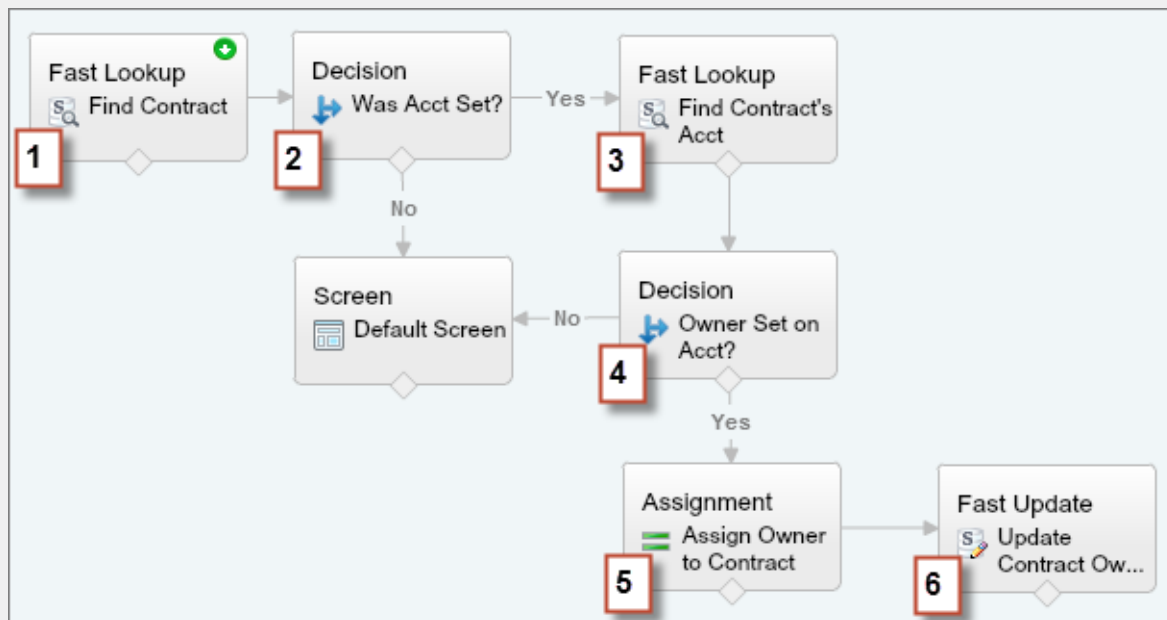 Fast Lookup
Find Contract
1
Decision
Was Acct Set?
2
Yes
Fast Lookup
Find Contract's
Acct
3
No
Screen
Default Screen
No
Decision
Owner Set on
Acct?
4
Yes
Assignment
Assign Owner
to Contract
5
Fast Update
Update
Contract Ow...
6